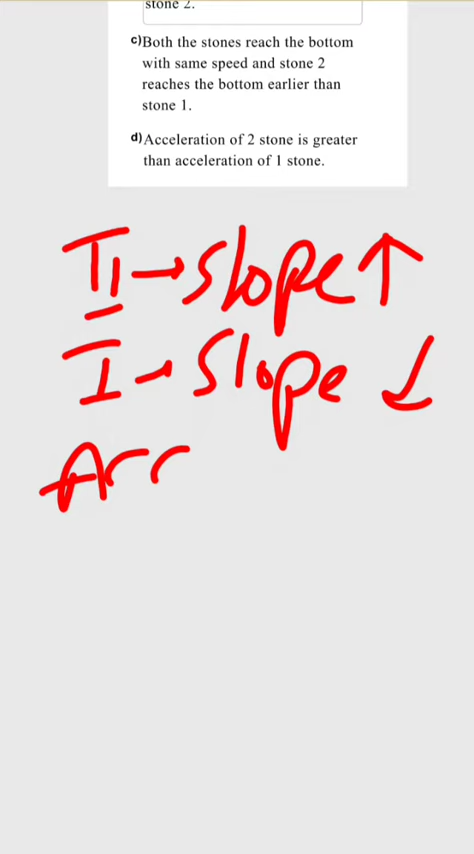 stone 2.
c) Both the stones reach the bottom
with same speed and stone 2
reaches the bottom earlier than
stone 1.
d) Acceleration of 2 stone is greater
than acceleration of 1 stone.
II → slope ↑
I → Slope ↓
Acc